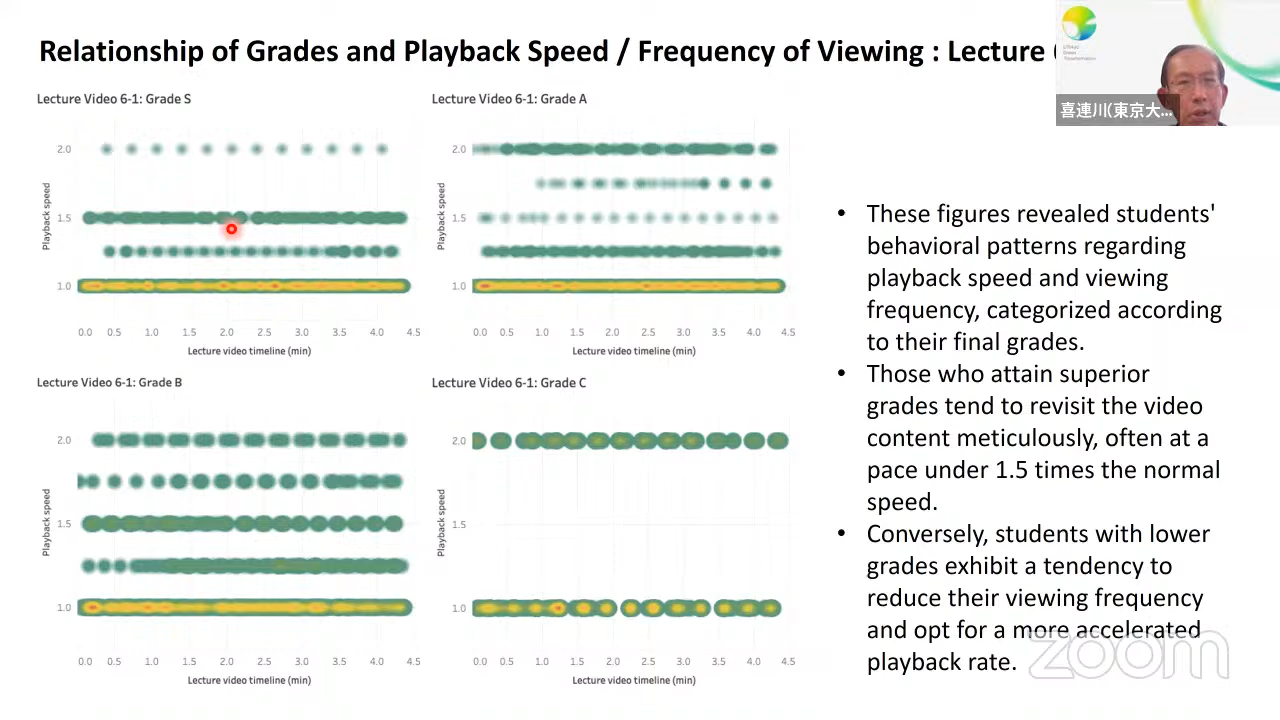 Relationship of Grades and Playback Speed / Frequency of Viewing : Lecture
喜連川(東京大...
Lecture Video 6-1: Grade S
2.0
1.5
1.0
Playback speed
0.0 0.5 1.0 1.5 2.0 2.5 3.0 3.5 4.0 4.5
Lecture video timeline (min)
Lecture Video 6-1: Grade A
2.0
1.5
1.0
Playback speed
0.0 0.5 1.0 1.5 2.0 2.5 3.0 3.5 4.0 4.5
Lecture video timeline (min)
Lecture Video 6-1: Grade B
2.0
1.5
1.0
Playback speed
0.0 0.5 1.0 1.5 2.0 2.5 3.0 3.5 4.0 4.5
Lecture video timeline (min)
Lecture Video 6-1: Grade C
2.0
1.5
1.0
Playback speed
0.0 0.5 1.0 1.5 2.0 2.5 3.0 3.5 4.0 4.5
Lecture video timeline (min)
• These figures revealed students'
behavioral patterns regarding
playback speed and viewing
frequency, categorized according
to their final grades.
• Those who attain superior
grades tend to revisit the video
content meticulously, often at a
pace under 1.5 times the normal
speed.
• Conversely, students with lower
grades exhibit a tendency to
reduce their viewing frequency
and opt for a more accelerated
playback rate.
zoom